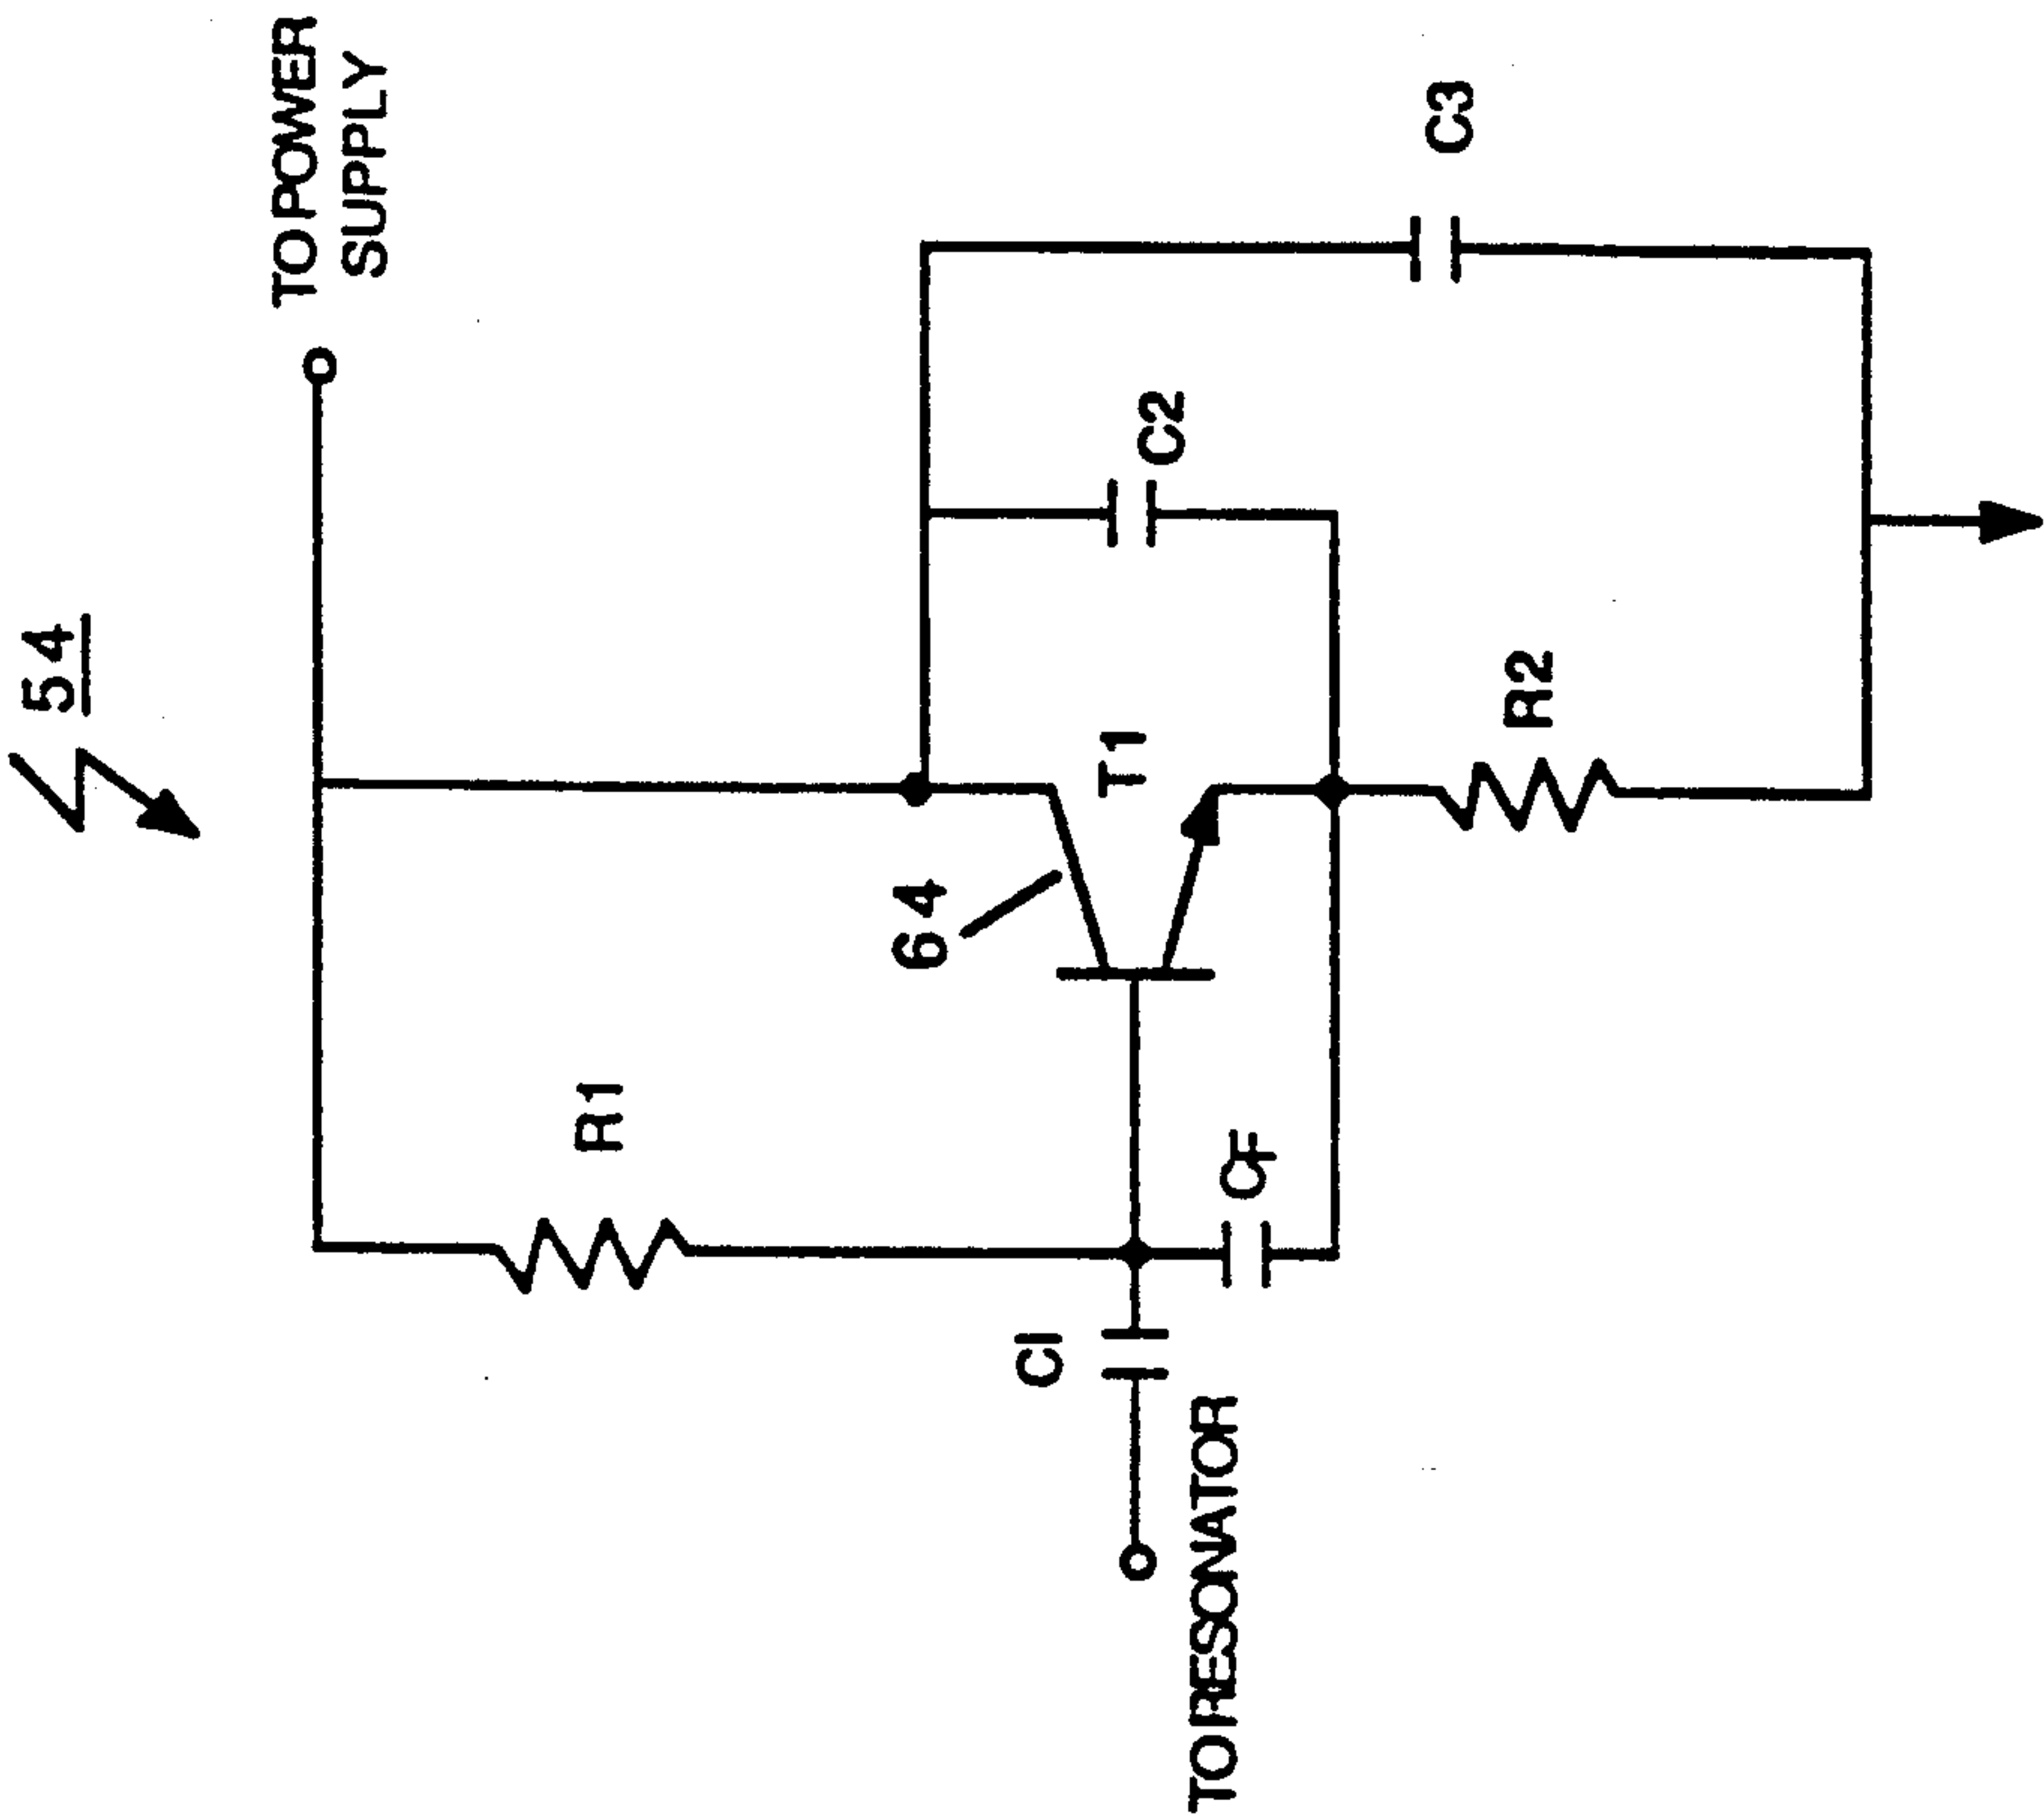 54
TO POWER
SUPPLY
R1
64
CI
T1
C2
TO RESONATOR
CF
C3
R2